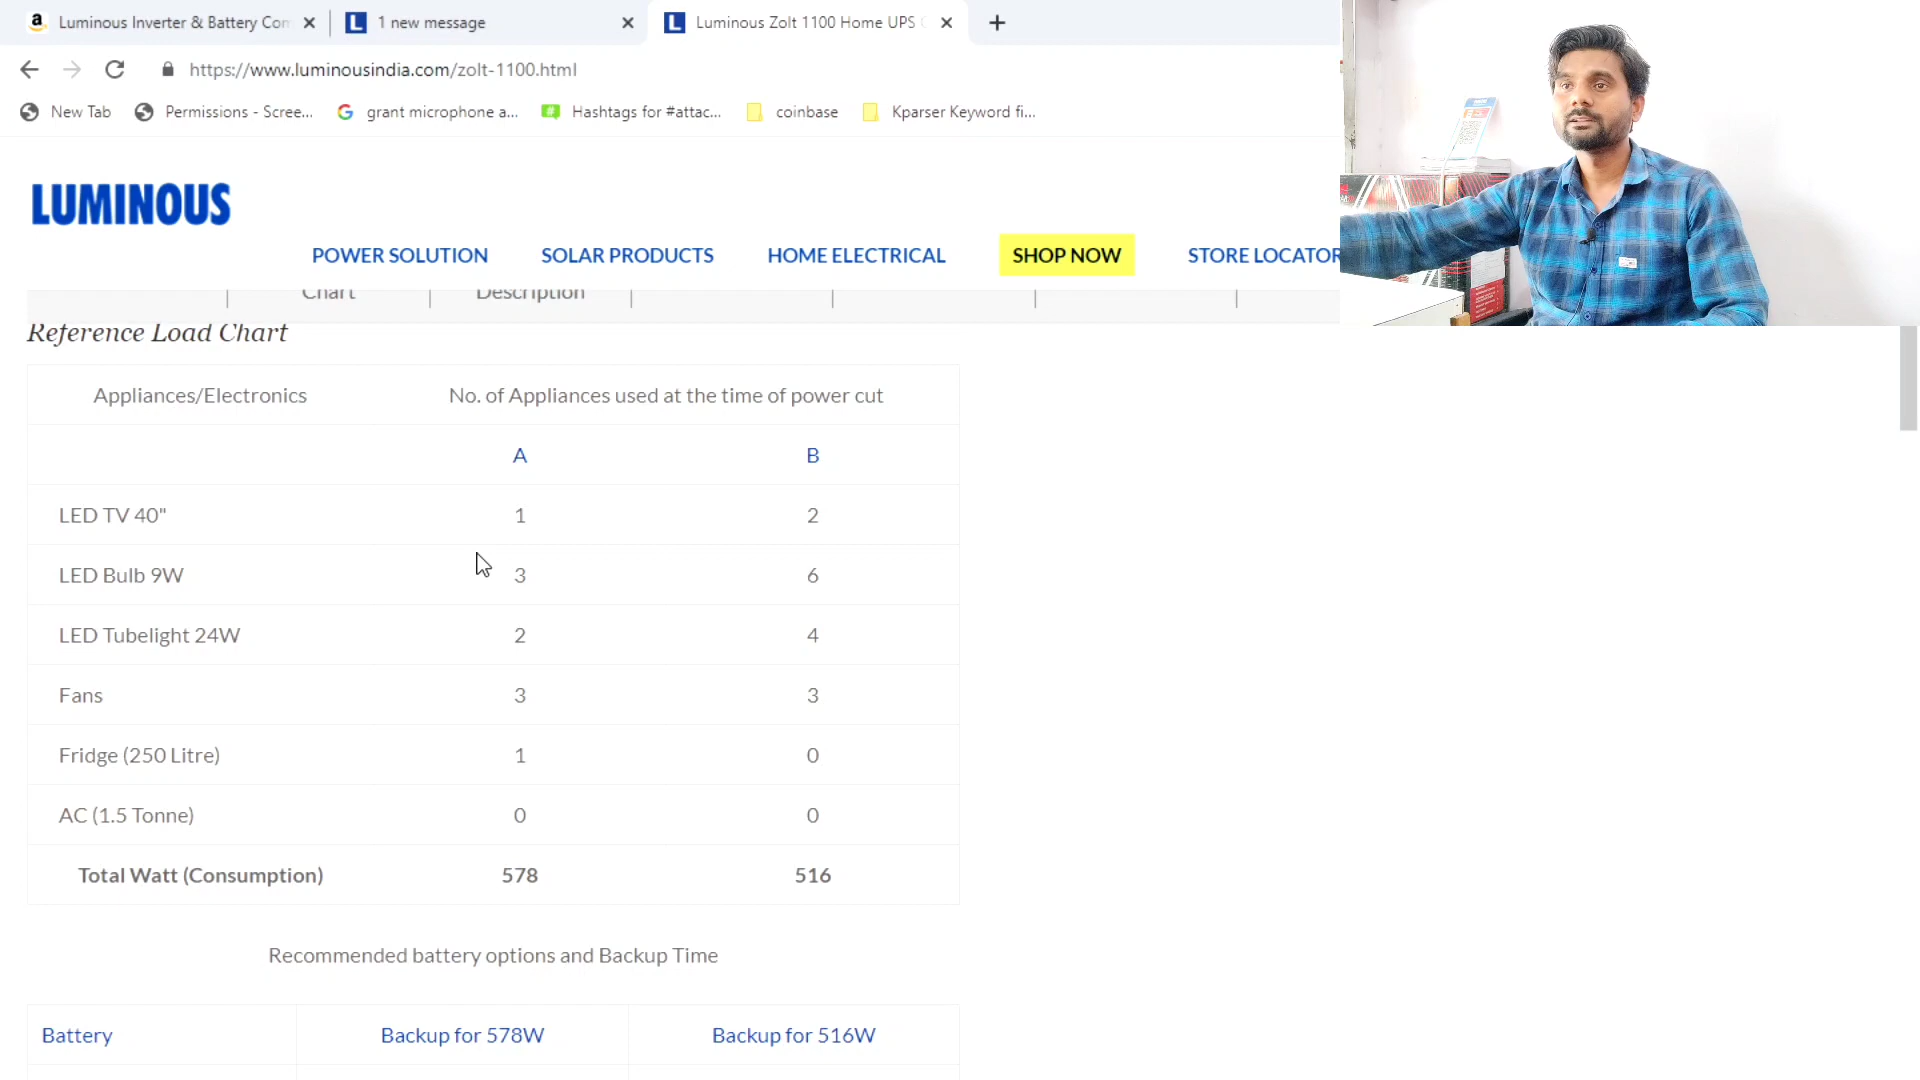 Luminous Inverter & Battery Com
1 new message
Luminous Zolt 1100 Home UPS
https://www.luminousindia.com/zolt-1100.html
New Tab
Permissions - Scree...
grant microphone a...
Hashtags for #attac...
coinbase
Kparser Keyword fi...
LUMINOUS
POWER SOLUTION SOLAR PRODUCTS HOME ELECTRICAL SHOP NOW STORE LOCATOR
Chart Description
Reference Load Chart
Appliances/Electronics No. of Appliances used at the time of power cut
A B
LED TV 40" 1 2
LED Bulb 9W 3 6
LED Tubelight 24W 2 4
Fans 3 3
Fridge (250 Litre) 1 0
AC (1.5 Tonne) 0 0
Total Watt (Consumption) 578 516
Recommended battery options and Backup Time
Battery Backup for 578W Backup for 516W